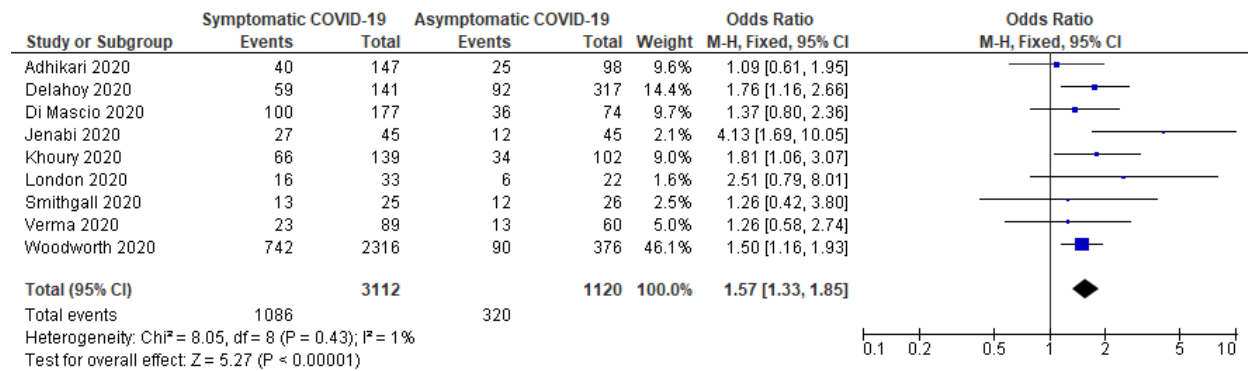 Symptomatic COVID-19 Asymptomatic COVID-19 Odds Ratio Odds Ratio
Study or Subgroup Events Total Events Total Weight M-H, Fixed, 95% CI M-H, Fixed, 95% CI
Adhikari 2020 40 147 25 98 9.6% 1.09 [0.61, 1.95]
Delahoy 2020 59 141 92 317 14.4% 1.76 [1.16, 2.66]
Di Mascio 2020 100 177 36 74 9.7% 1.37 [0.80, 2.36]
Jenabi 2020 27 45 12 45 2.1% 4.13 [1.69, 10.05]
Khoury 2020 66 139 34 102 9.0% 1.81 [1.06, 3.07]
London 2020 16 33 6 22 1.6% 2.51 [0.79, 8.01]
Smithgall 2020 13 25 12 26 2.5% 1.26 [0.42, 3.80]
Verma 2020 23 89 13 60 5.0% 1.26 [0.58, 2.74]
Woodworth 2020 742 2316 90 376 46.1% 1.50 [1.16, 1.93]
Total (95% CI) 3112 1120 100.0% 1.57 [1.33, 1.85]
Total events 1086 320
Heterogeneity: Chi² = 8.05, df = 8 (P = 0.43); I² = 1%
Test for overall effect: Z = 5.27 (P < 0.00001)
0.1 0.2 0.5 1 2 5 10